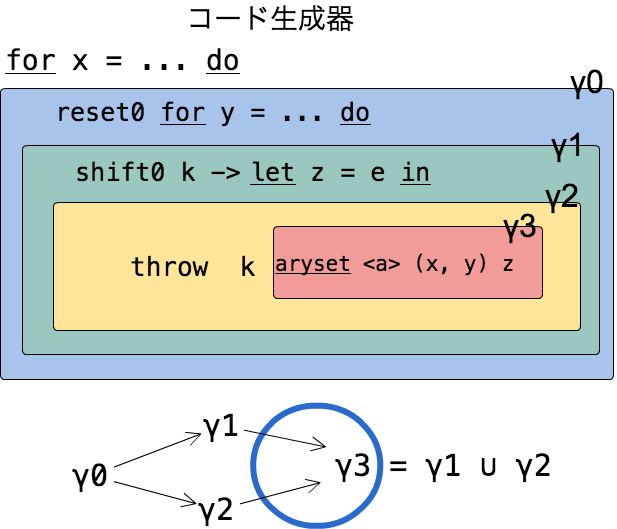 コード生成器
for x = ... do
γ0
reset0 for y = ... do
γ1
shift0 k -> let z = e in
γ2
γ3
throw k aryset <a> (x, y) z
γ1
γ0
γ3 = γ1 ∪ γ2
γ2